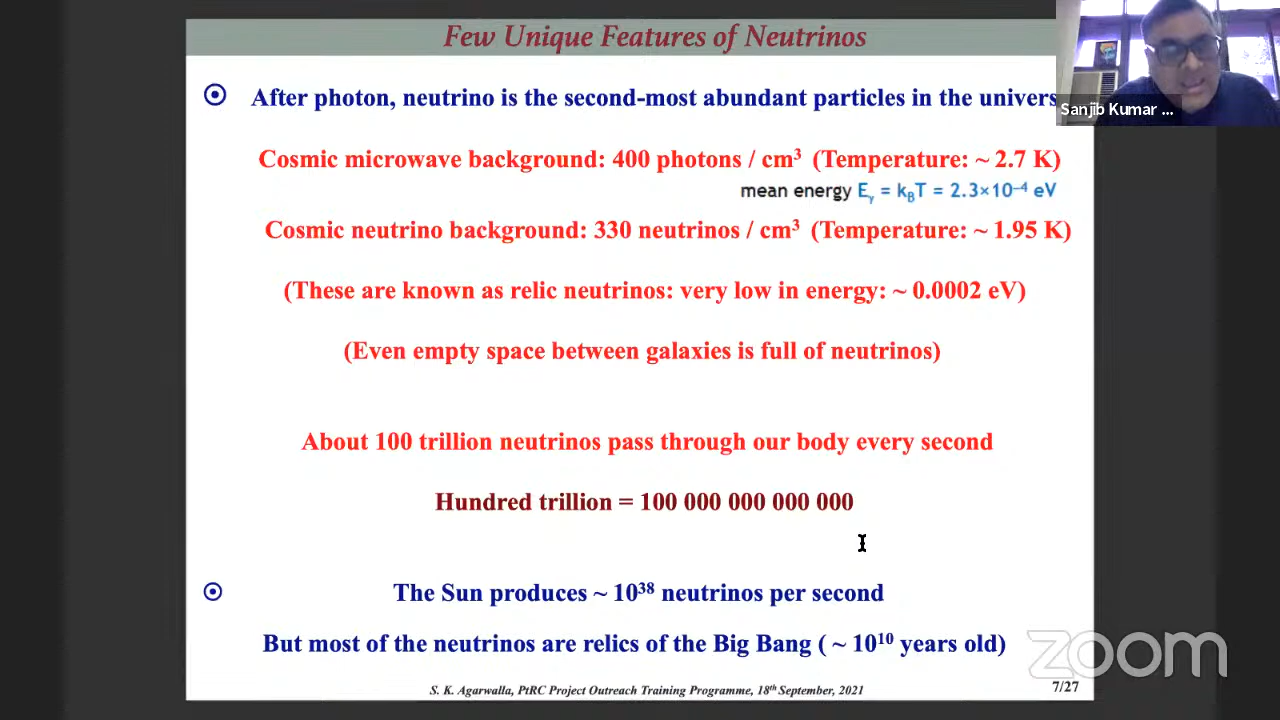 Few Unique Features of Neutrinos
After photon, neutrino is the second-most abundant particles in the univers
Sanjib Kumar ...
Cosmic microwave background: 400 photons / cm³ (Temperature: ~ 2.7 K)
mean energy Eᵧ = k_BT = 2.3×10⁻⁴ eV
Cosmic neutrino background: 330 neutrinos / cm³ (Temperature: ~ 1.95 K)
(These are known as relic neutrinos: very low in energy: ~ 0.0002 eV)
(Even empty space between galaxies is full of neutrinos)
About 100 trillion neutrinos pass through our body every second
Hundred trillion = 100 000 000 000 000
The Sun produces ~ 10³⁸ neutrinos per second
But most of the neutrinos are relics of the Big Bang ( ~ 10¹⁰ years old)
zoom
S. K. Agarwalla, PtRC Project Outreach Training Programme, 18th September, 2021
7/27